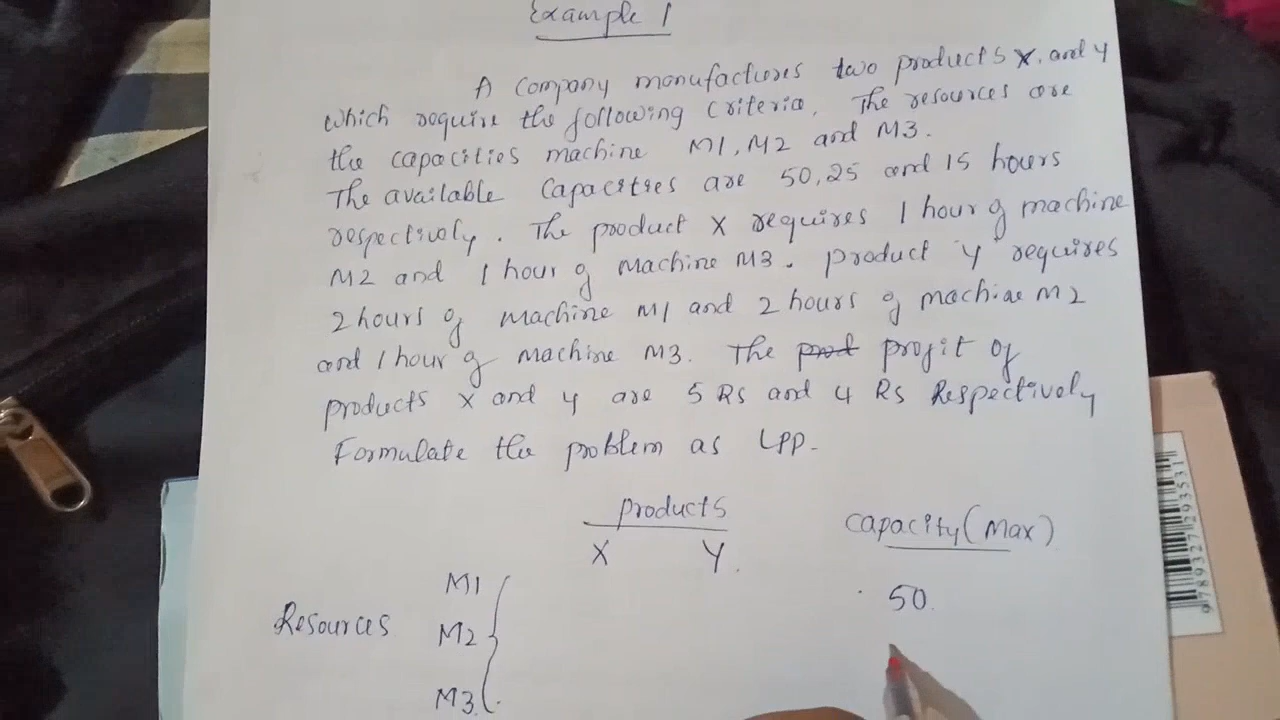 Example 1
A Company manufactures two products X, and Y
which require the following Criteria, The resources are
the capacities machine M1, M2 and M3.
The available Capacities are 50, 25 and 15 hours
respectively. The product X requires 1 hour of machine
M2 and 1 hour of machine M3. product "Y" requires
2 hours of machine M1 and 2 hours of machine M2
and 1 hour of machine M3. The prod profit of
products X and Y are 5 Rs and 4 Rs Respectively
Formulate the problem as LPP.
products
Capacity (Max)
X Y
M1
50.
Resources
M2
M3
9789327293531